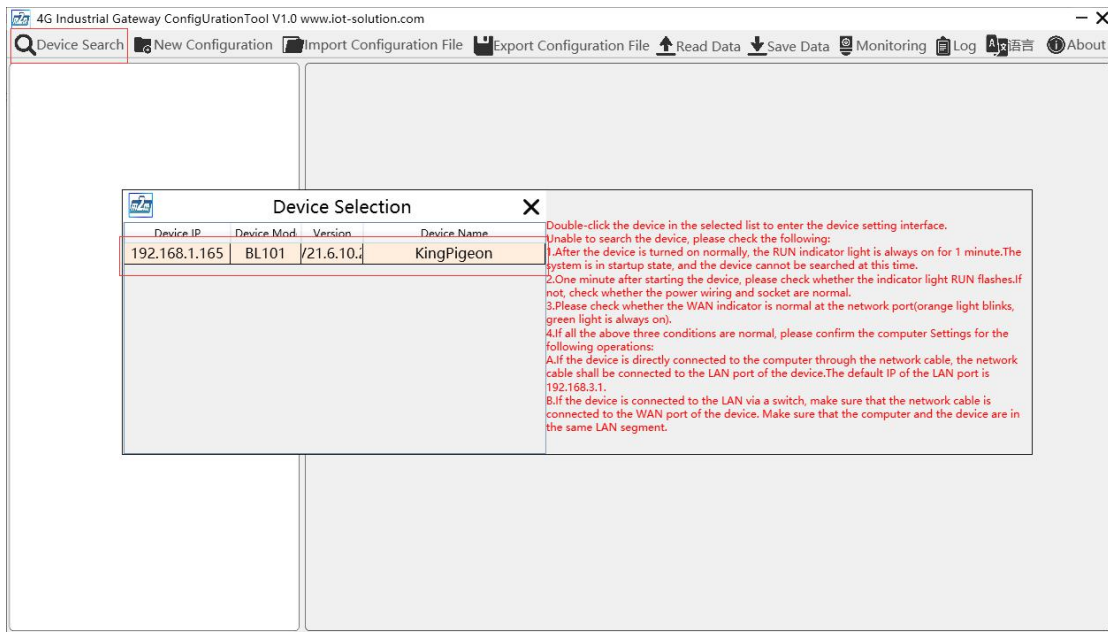 4G Industrial Gateway ConfigUrationTool V1.0 www.iot-solution.com
Device Search New Configuration Import Configuration File Export Configuration File Read Data Save Data Monitoring Log 语言 About
Device Selection
Device IP Device Mod Version Device Name
192.168.1.165 BL101 /21.6.10. KingPigeon
Double-click the device in the selected list to enter the device setting interface.
Unable to search the device, please check the following:
1.After the device is turned on normally, the RUN indicator light is always on for 1 minute.The
system is in startup state, and the device cannot be searched at this time.
2.One minute after starting the device, please check whether the indicator light RUN flashes.If
not, check whether the power wiring and socket are normal.
3.Please check whether the WAN indicator is normal at the network port(orange light blinks,
green light is always on).
4.If all the above three conditions are normal, please confirm the computer Settings for the
following operations:
A.If the device is directly connected to the computer through the network cable, the network
cable shall be connected to the LAN port of the device.The default IP of the LAN port is
192.168.3.1.
B.If the device is connected to the LAN via a switch, make sure that the network cable is
connected to the WAN port of the device. Make sure that the computer and the device are in
the same LAN segment.